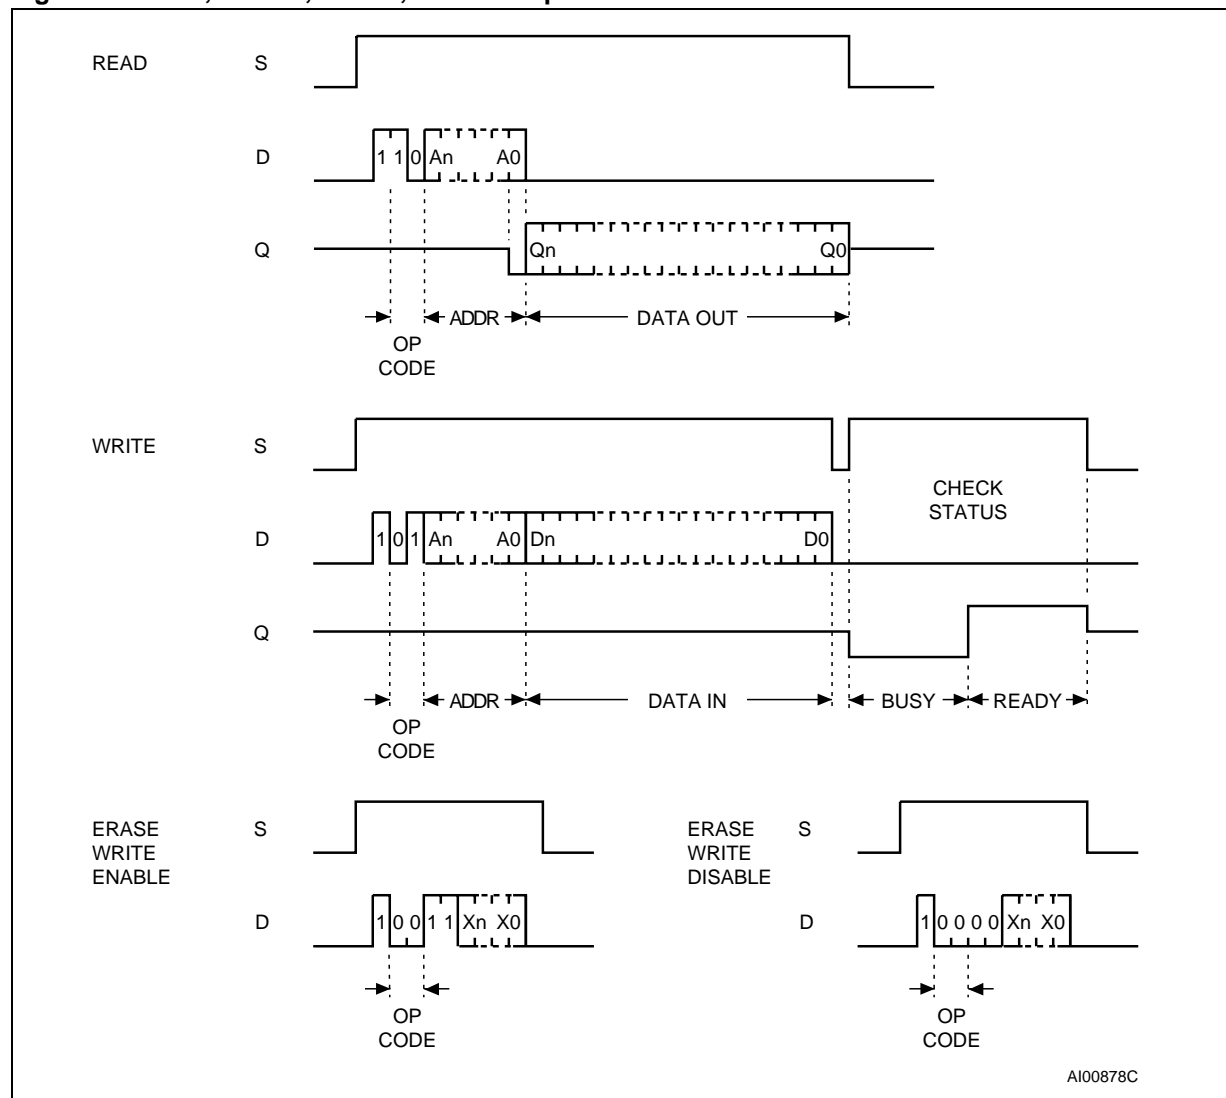 READ S
D 1 1 0 An A0
Q Qn Q0
ADDR DATA OUT
OP
CODE
WRITE S
CHECK
STATUS
D 1 0 1 An A0 Dn D0
Q
ADDR DATA IN BUSY READY
OP
CODE
ERASE
WRITE
ENABLE
S
D 1 0 0 1 1 Xn X0
OP
CODE
ERASE
WRITE
DISABLE
S
D 1 0 0 0 0 Xn X0
OP
CODE
AI00878C